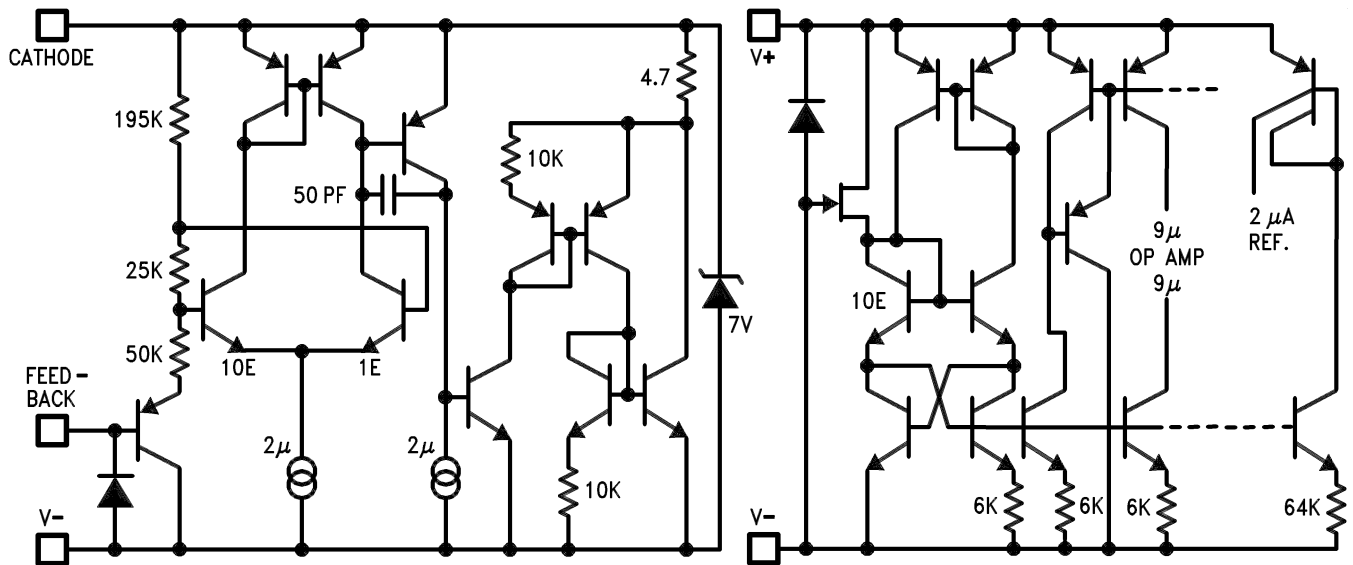 CATHODE
195K
25K
50K
FEED-
BACK
V-
50 PF
10E
1E
2μ
2μ
10K
10K
4.7
7V
V+
10E
V-
6K
6K
6K
9μ
OP AMP
9μ
2 μA
REF.
64K